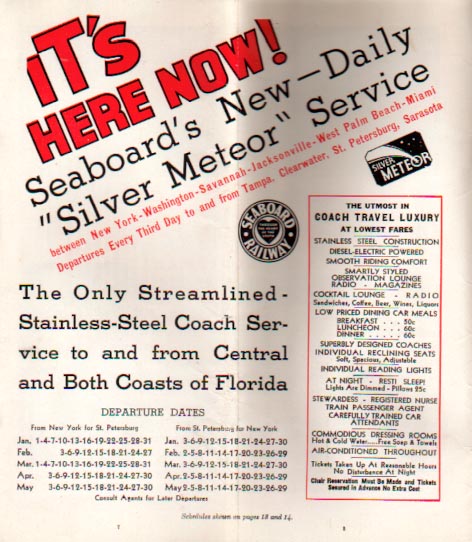 IT'S
HERE NOW!
Seaboard's New—Daily
"Silver Meteor" Service
between New York-Washington-Savannah-Jacksonville-West Palm Beach-Miami
Departures Every Third Day to and from Tampa, Clearwater, St. Petersburg, Sarasota
SILVER
METEOR
SEABOARD
THROUGH
THE HEART
OF THE
SOUTH
RAILWAY
The Only Streamlined-
Stainless-Steel Coach Ser-
vice to and from Central
and Both Coasts of Florida
DEPARTURE DATES
From New York for St. Petersburg
Jan. 1-4-7-10-13-16-19-22-25-28-31
Feb. 3-6-9-12-15-18-21-24-27
Mar. 1-4-7-10-13-16-19-22-25-28-31
Apr. 3-6-9-12-15-18-21-24-27-30
May 3-6-9-12-15-18-21-24-27-30
From St. Petersburg for New York
Jan. 3-6-9-12-15-18-21-24-27-30
Feb. 2-5-8-11-14-17-20-23-26-29
Mar. 3-6-9-12-15-18-21-24-27-30
Apr. 2-5-8-11-14-17-20-23-26-29
May 2-5-8-11-14-17-20-23-26-29
Consult Agents for Later Departures
THE UTMOST IN
COACH TRAVEL LUXURY
AT LOWEST FARES
STAINLESS STEEL CONSTRUCTION
DIESEL-ELECTRIC POWERED
SMOOTH RIDING COMFORT
SMARTLY STYLED
OBSERVATION LOUNGE
RADIO - MAGAZINES
COCKTAIL LOUNGE - RADIO
Sandwiches, Coffee, Beer, Wines, Liquors
LOW PRICED DINING CAR MEALS
BREAKFAST . . . 50c
LUNCHEON . . . 60c
DINNER . . . . . 60c
SUPERBLY DESIGNED COACHES
INDIVIDUAL RECLINING SEATS
Soft, Spacious, Adjustable
INDIVIDUAL READING LIGHTS
AT NIGHT - RESTI SLEEP!
Lights Are Dimmed - Pillows 25c
STEWARDESS - REGISTERED NURSE
TRAIN PASSENGER AGENT
CAREFULLY TRAINED CAR
ATTENDANTS
COMMODIOUS DRESSING ROOMS
Hot & Cold Water.....Free Soap & Towels
AIR-CONDITIONED THROUGHOUT
Tickets Taken Up At Reasonable Hours
No Disturbance At Night
Chair Reservation Must Be Made and Tickets
Secured in Advance No Extra Cost
Schedules shown on pages 13 and 14.
7
8